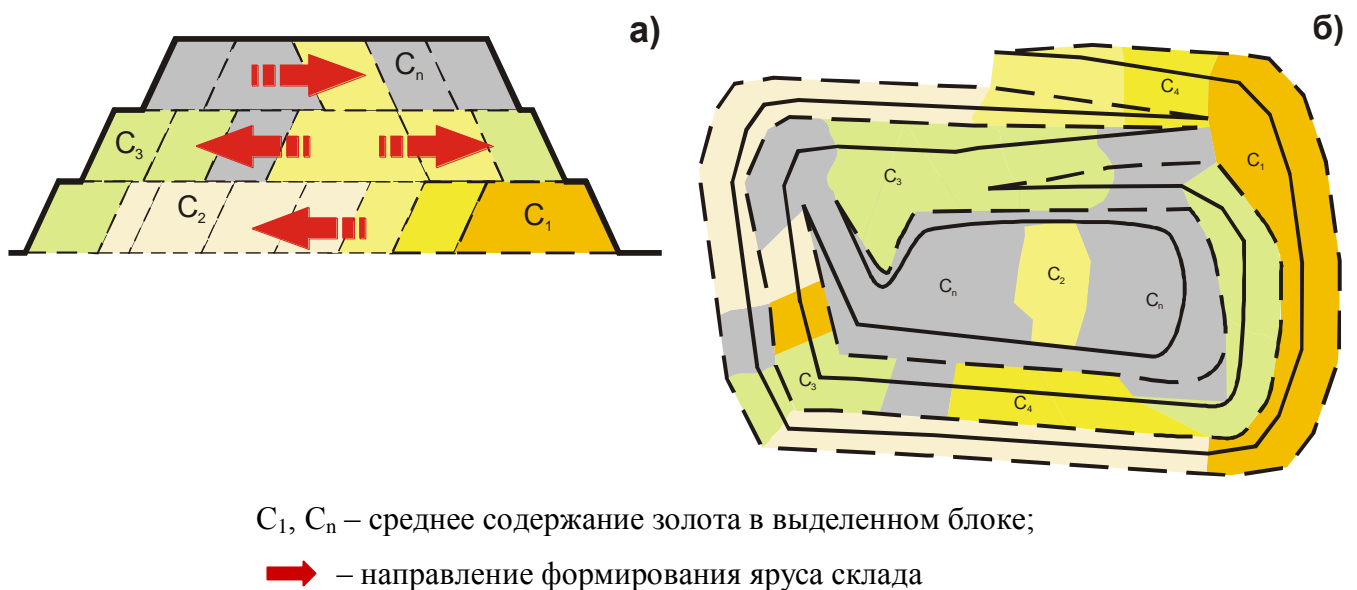 а)
Cn
C3
C2
C1
б)
C4
C1
C3
C2
Cn
Cn
C3
C4
C1, Cn – среднее содержание золота в выделенном блоке;
– направление формирования яруса склада